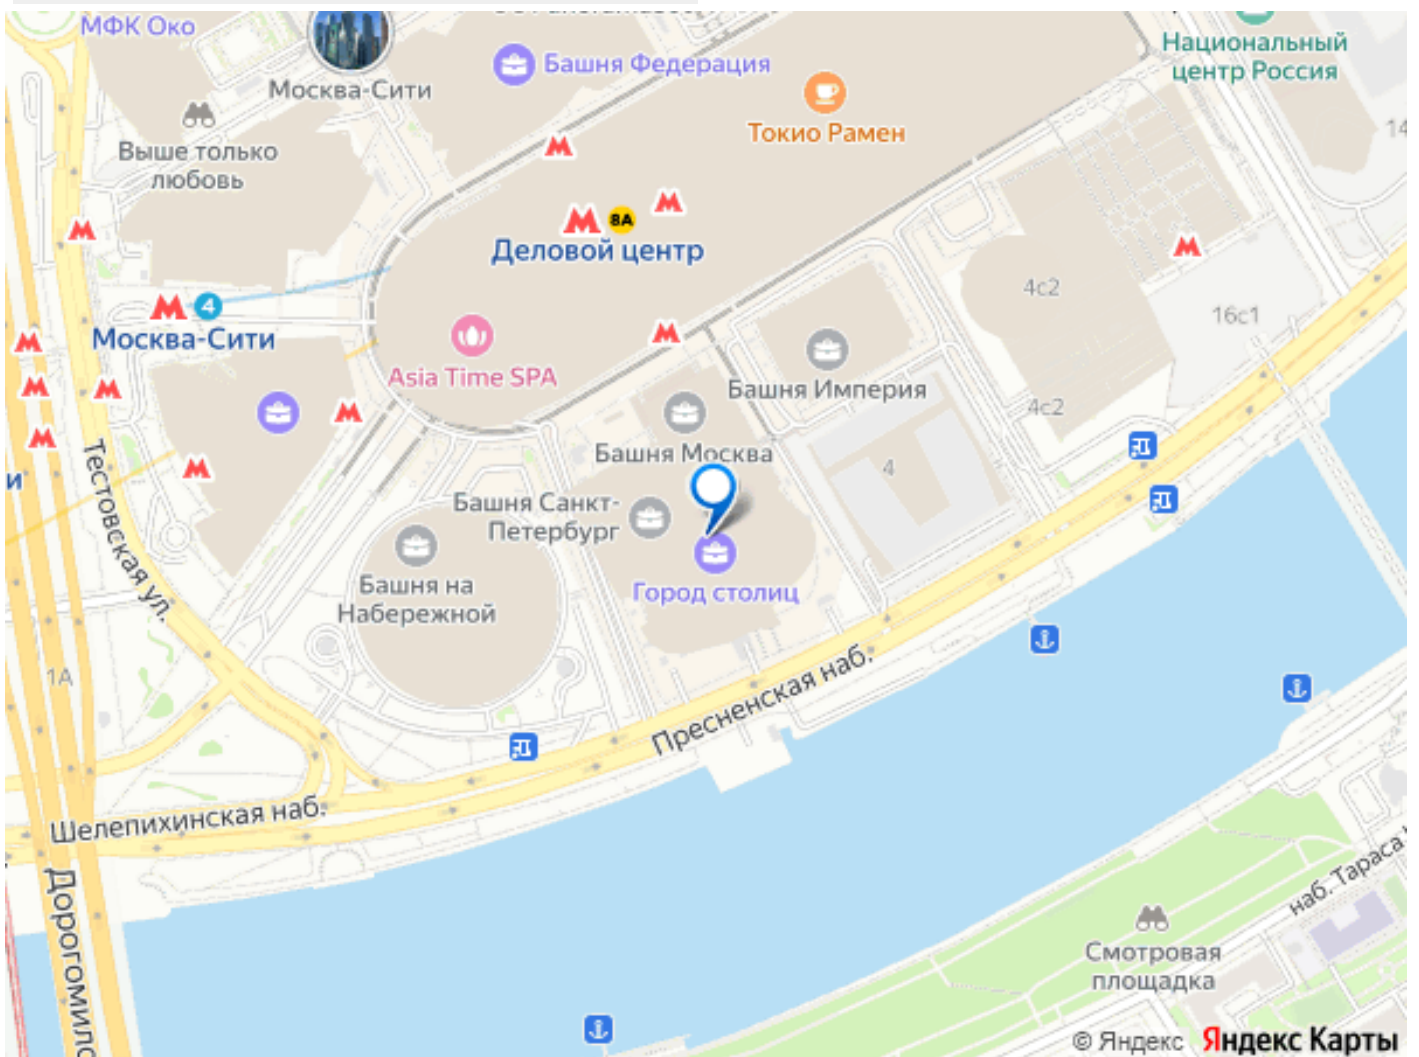 МФК Око
Москва-Сити
Башня Федерация
Национальный
центр Россия
Токио Рамен
Выше только
любовь
14
8А
Деловой центр
4
Москва-Сити
4с2
16с1
Asia Time SPA
Башня Империя
4с2
Башня Москва
4
и
Тестовская ул.
Башня Санкт-
Петербург
Башня на
Набережной
Город столиц
1А
Пресненская наб.
Шелепихинская наб.
Дорогомило
наб. Тараса
Смотровая
площадка
© Яндекс Яндекс Карты